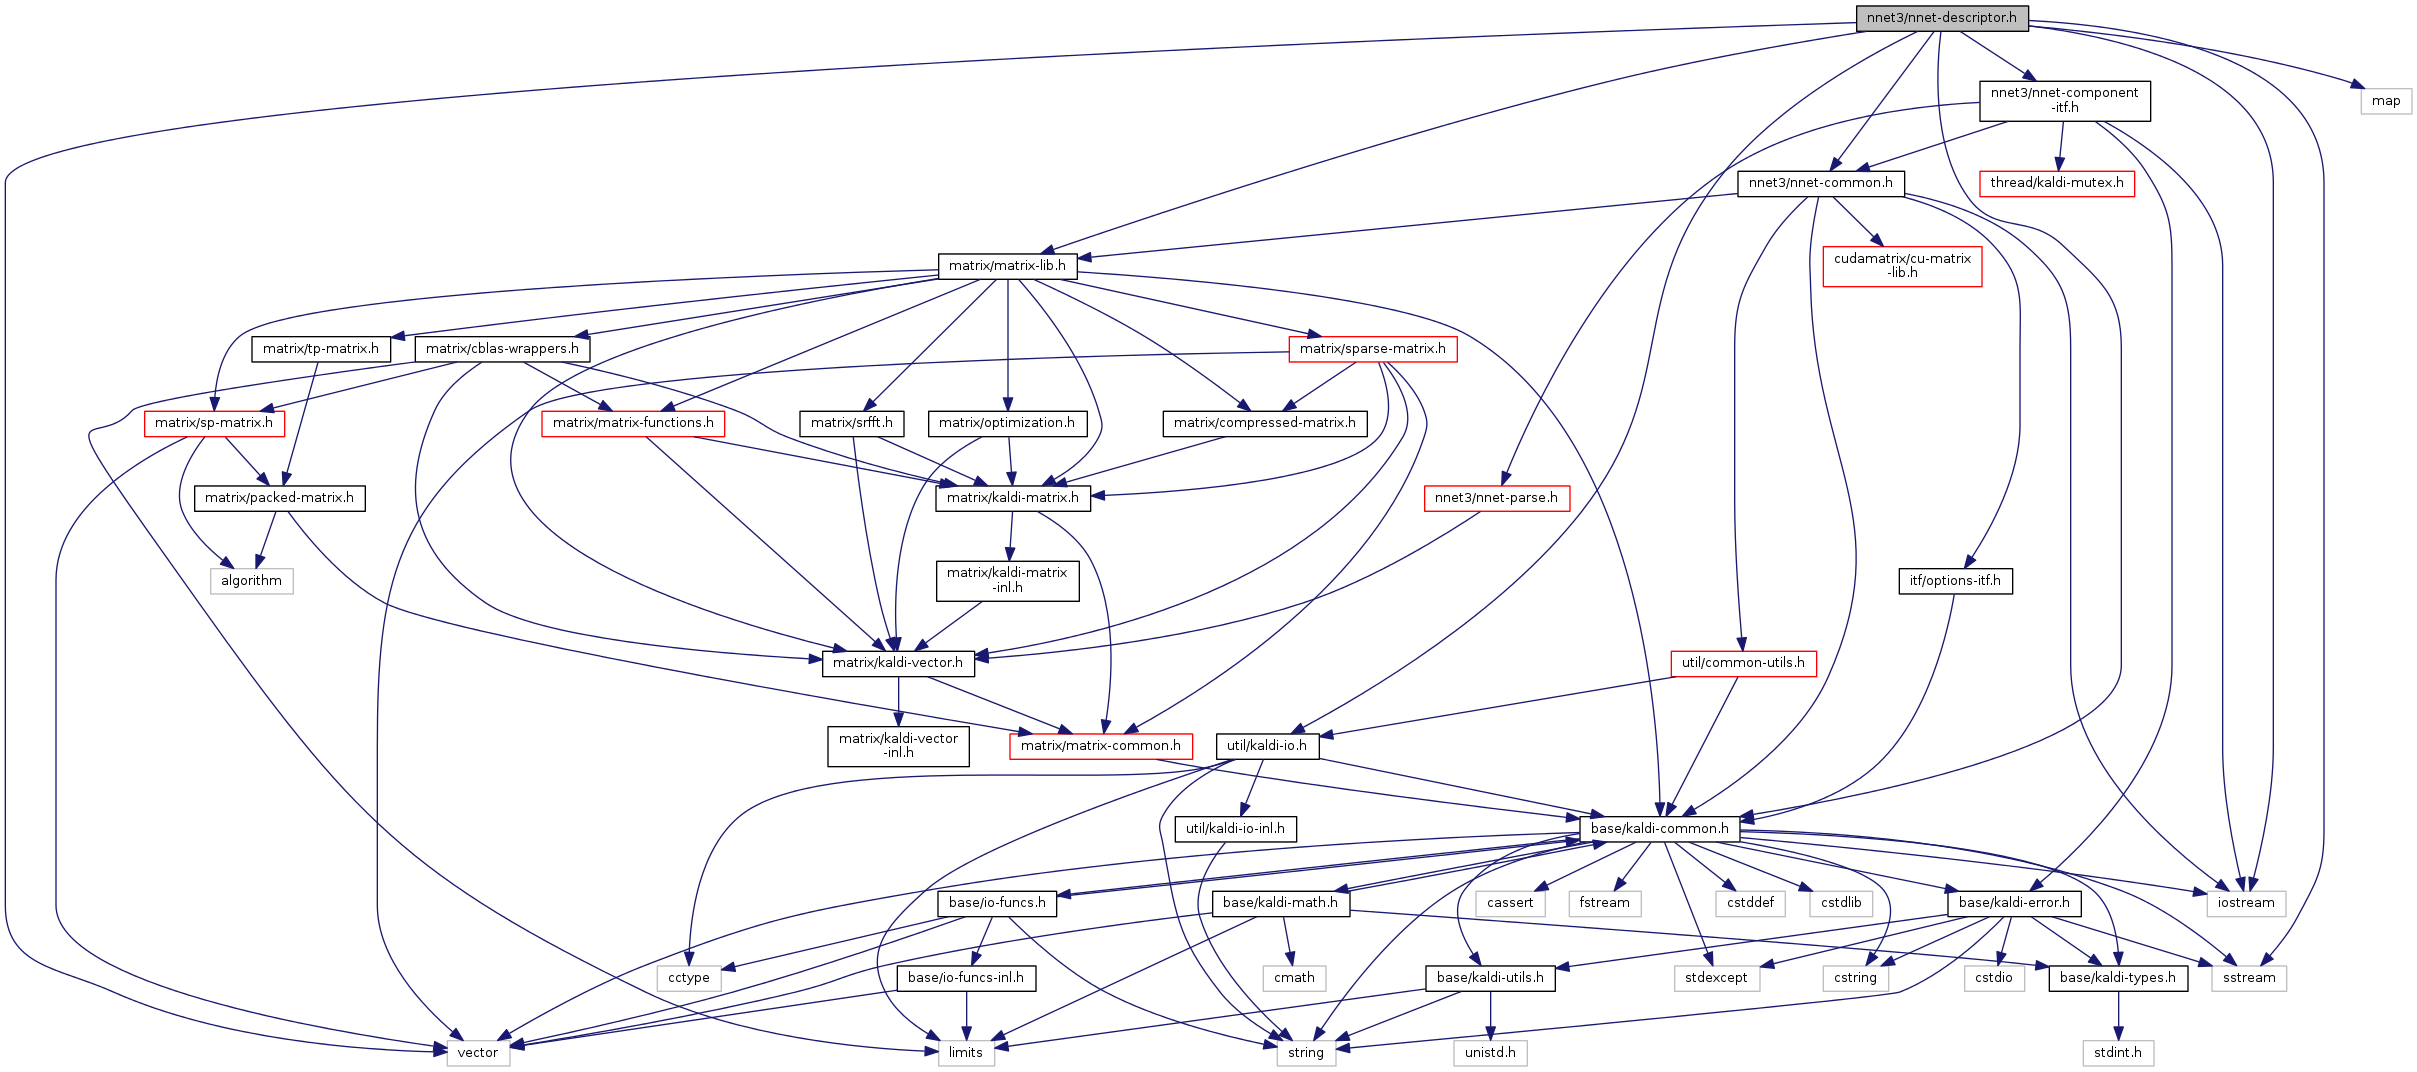 nnet3/nnet-descriptor.h
nnet3/nnet-component
-itf.h
map
nnet3/nnet-common.h
thread/kaldi-mutex.h
matrix/matrix-lib.h
cudamatrix/cu-matrix
-lib.h
matrix/tp-matrix.h
matrix/cblas-wrappers.h
matrix/sparse-matrix.h
matrix/sp-matrix.h
matrix/matrix-functions.h
matrix/srfft.h
matrix/optimization.h
matrix/compressed-matrix.h
matrix/packed-matrix.h
matrix/kaldi-matrix.h
nnet3/nnet-parse.h
algorithm
matrix/kaldi-matrix
-inl.h
itf/options-itf.h
matrix/kaldi-vector.h
util/common-utils.h
matrix/kaldi-vector
-inl.h
matrix/matrix-common.h
util/kaldi-io.h
util/kaldi-io-inl.h
base/kaldi-common.h
base/io-funcs.h
base/kaldi-math.h
cassert
fstream
cstddef
cstdlib
base/kaldi-error.h
iostream
cctype
base/io-funcs-inl.h
cmath
base/kaldi-utils.h
stdexcept
cstring
cstdio
base/kaldi-types.h
sstream
vector
limits
string
unistd.h
stdint.h